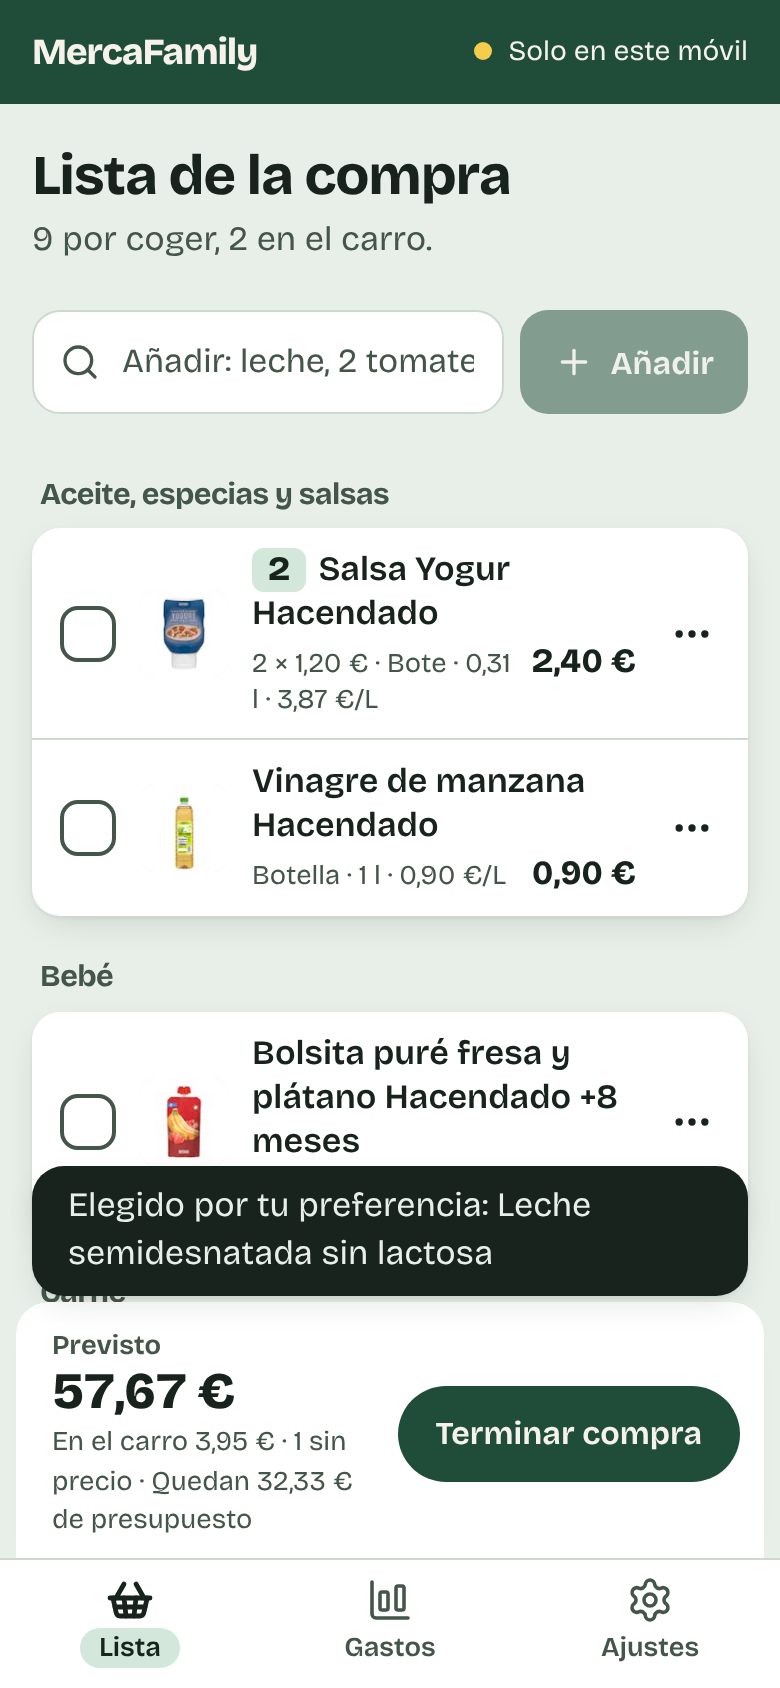 MercaFamily
Solo en este móvil
Lista de la compra
9 por coger, 2 en el carro.
Añadir: leche, 2 tomate
Añadir
Aceite, especias y salsas
2 Salsa Yogur
Hacendado
2 × 1,20 € · Bote · 0,31
l · 3,87 €/L
2,40 €
Vinagre de manzana
Hacendado
Botella · 1 l · 0,90 €/L
0,90 €
Bebé
Bolsita puré fresa y
plátano Hacendado +8
meses
Elegido por tu preferencia: Leche
semidesnatada sin lactosa
Carne
Previsto
57,67 €
En el carro 3,95 € · 1 sin
precio · Quedan 32,33 €
de presupuesto
Terminar compra
Lista
Gastos
Ajustes